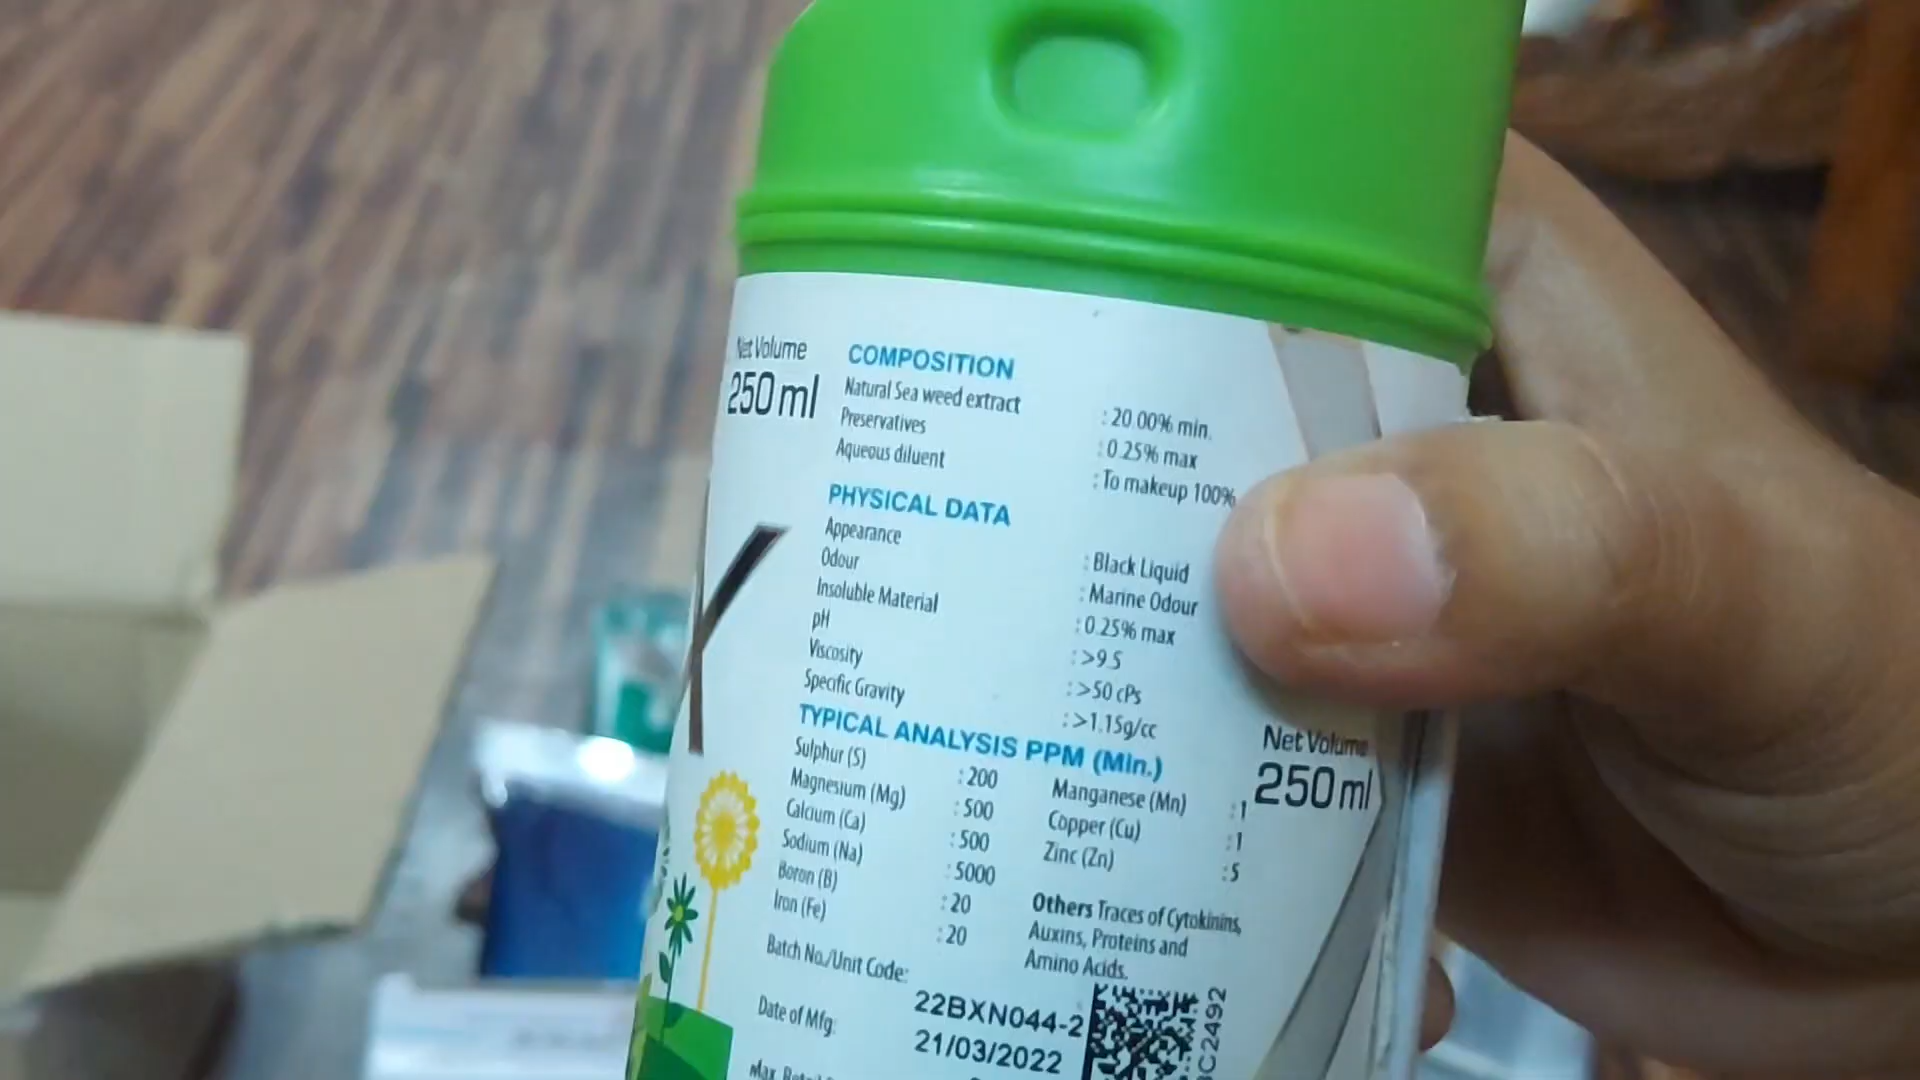 Net Volume
250 ml
COMPOSITION
Natural Sea weed extract : 20.00% min.
Preservatives : 0.25% max
Aqueous diluent : To makeup 100%
PHYSICAL DATA
Appearance : Black Liquid
Odour : Marine Odour
Insoluble Material : 0.25% max
pH : >9.5
Viscosity : >50 cPs
Specific Gravity : >1.15g/cc
TYPICAL ANALYSIS PPM (Min.)
Sulphur (S) : 200
Magnesium (Mg) : 500
Calcium (Ca) : 500
Sodium (Na) : 5000
Boron (B) : 20
Iron (Fe) : 20
Manganese (Mn) : 1
Copper (Cu) : 1
Zinc (Zn) : 5
Others Traces of Cytokinins,
Auxins, Proteins and
Amino Acids.
Net Volume
250 ml
Batch No./Unit Code: 22BXN044-2
Date of Mfg: 21/03/2022